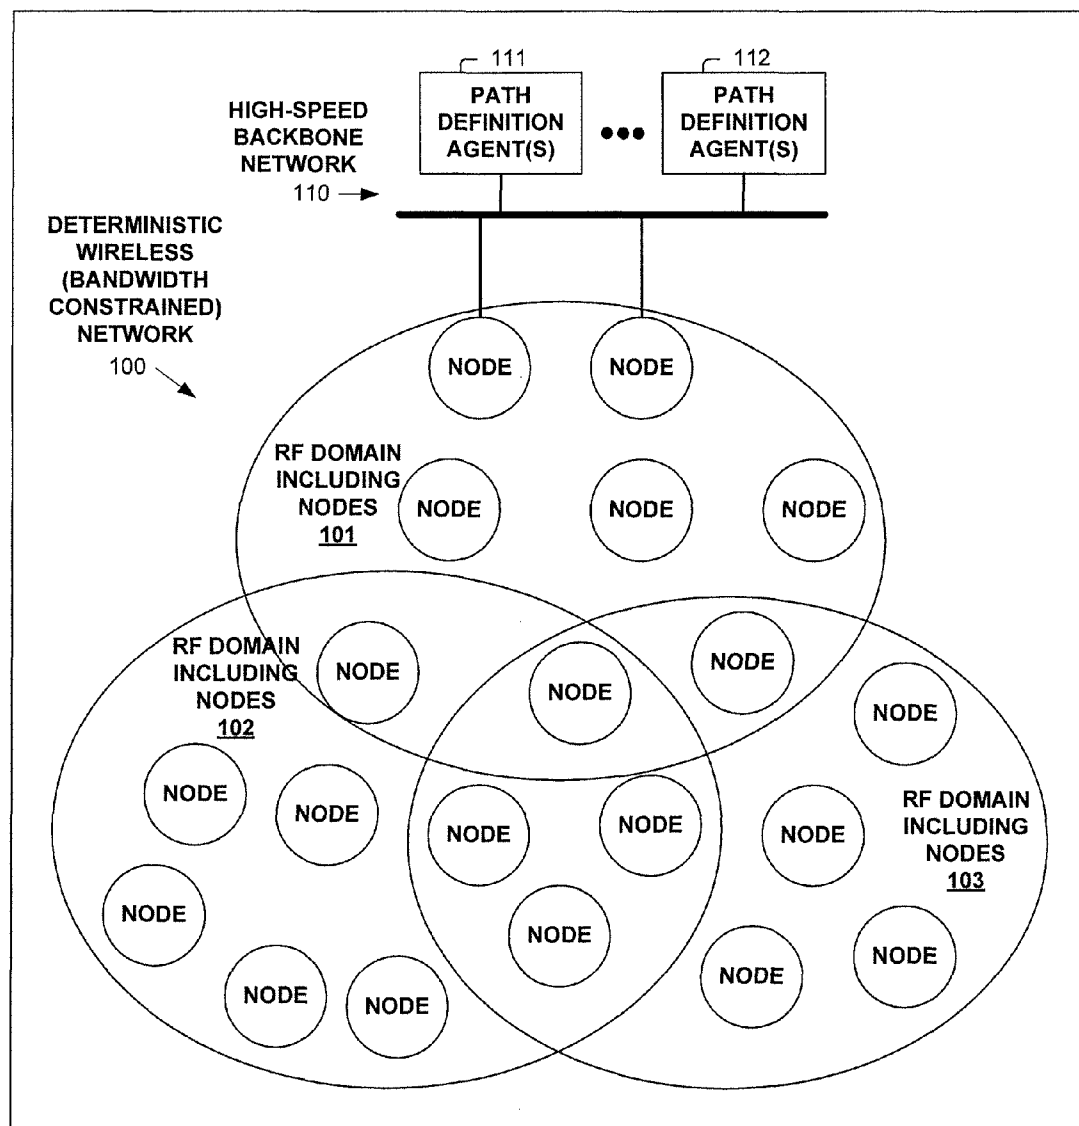 111
112
PATH
DEFINITION
AGENT(S)
PATH
DEFINITION
AGENT(S)
HIGH-SPEED
BACKBONE
NETWORK
110
DETERMINISTIC
WIRELESS
(BANDWIDTH
CONSTRAINED)
NETWORK
100
NODE
NODE
RF DOMAIN
INCLUDING
NODES
101
NODE
NODE
NODE
RF DOMAIN
INCLUDING
NODES
102
NODE
NODE
NODE
NODE
NODE
NODE
NODE
NODE
NODE
RF DOMAIN
INCLUDING
NODES
103
NODE
NODE
NODE
NODE
NODE
NODE